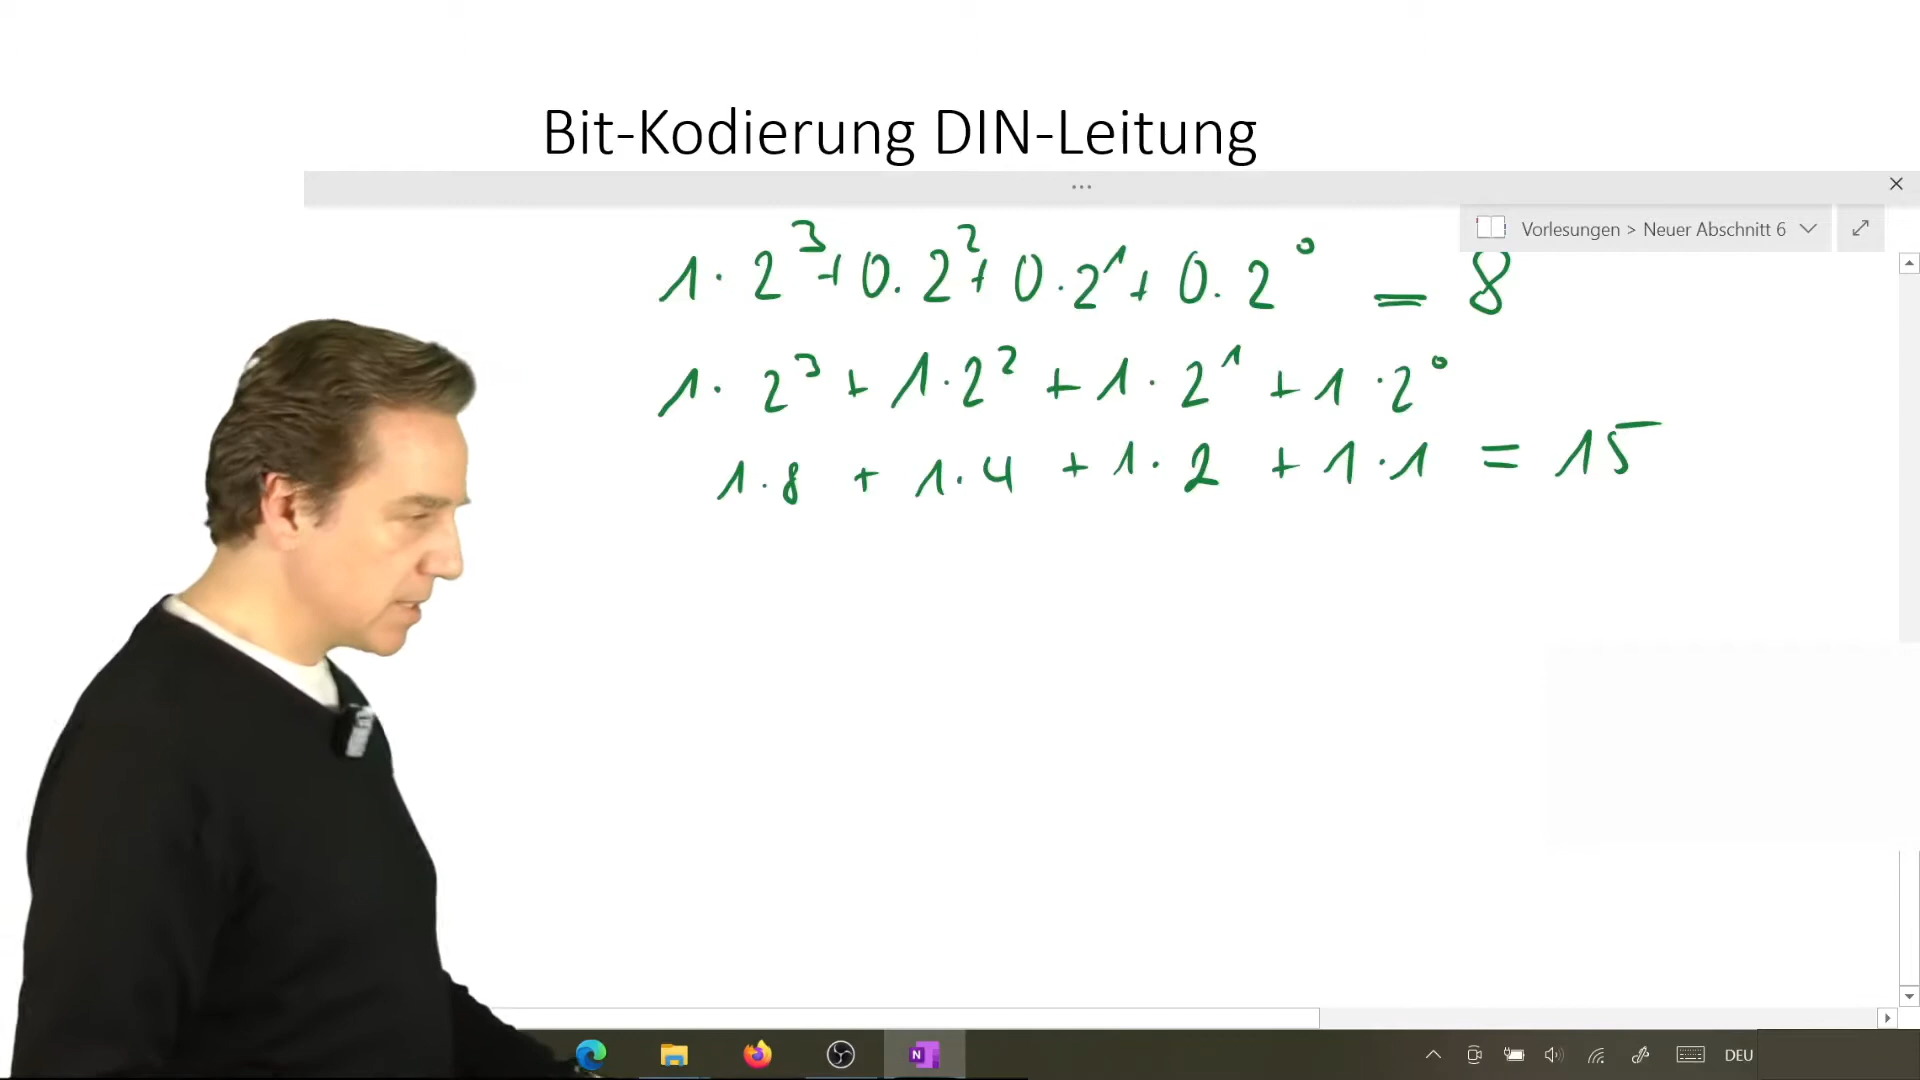 Bit-Kodierung DIN-Leitung
...
Vorlesungen > Neuer Abschnitt 6
1 · 2³ + 0 · 2² + 0 · 2¹ + 0 · 2⁰ = 8
1 · 2³ + 1 · 2² + 1 · 2¹ + 1 · 2⁰
1 · 8 + 1 · 4 + 1 · 2 + 1 · 1 = 15
N
DEU